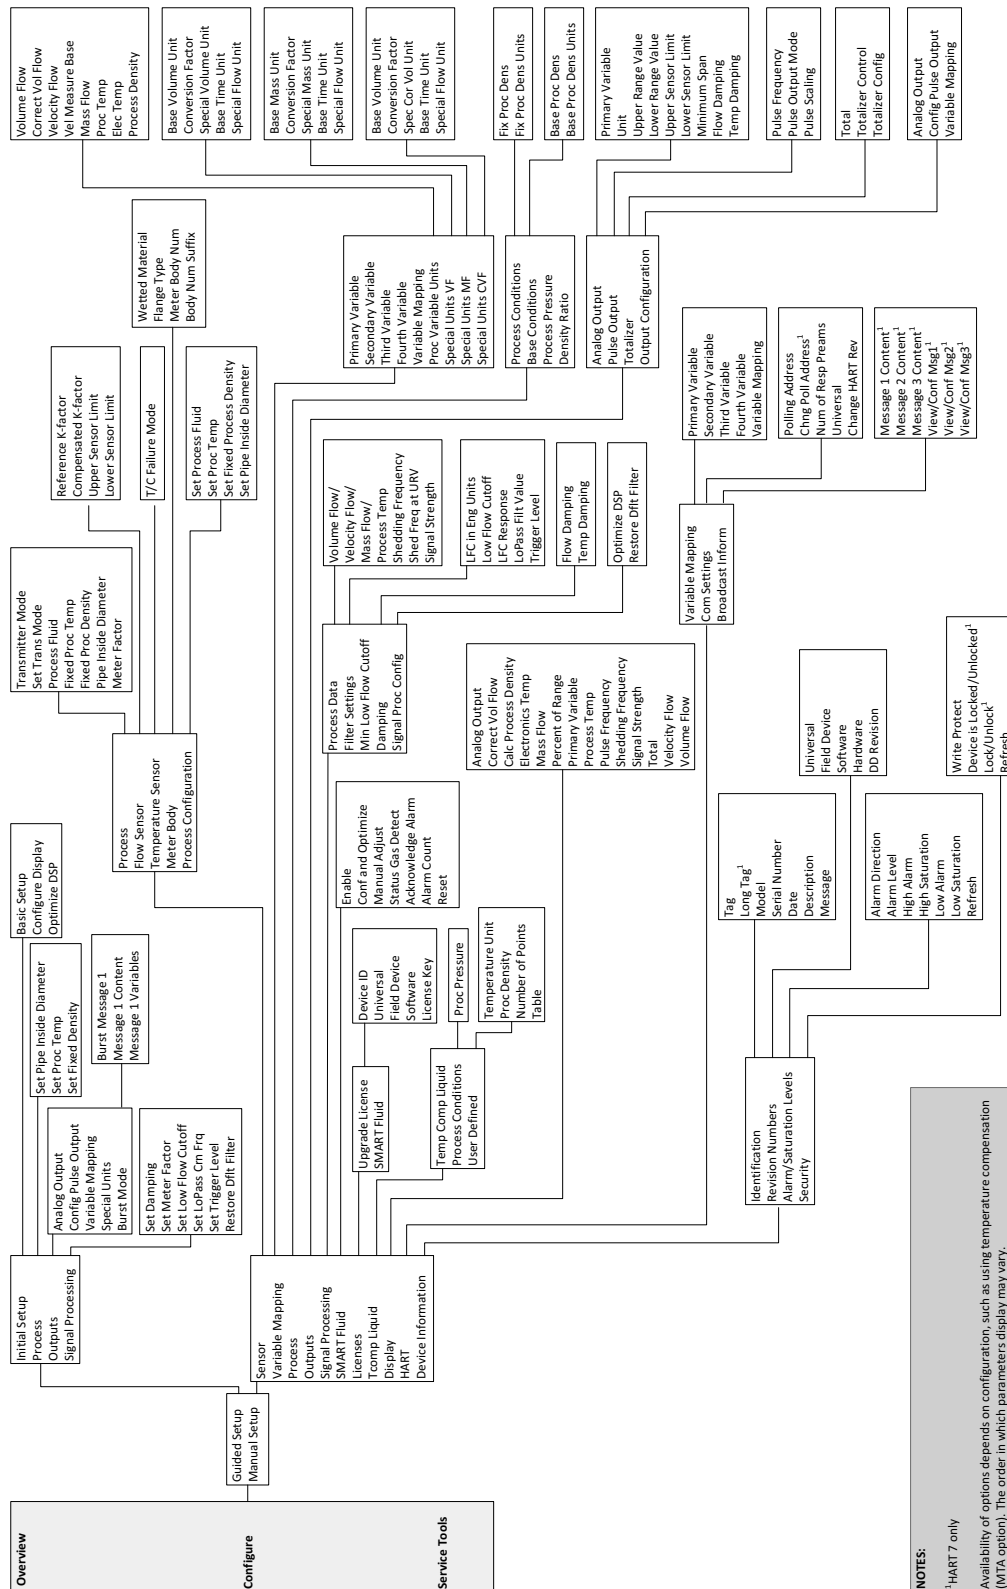 Overview
Configure
Service Tools
Guided Setup
Manual Setup
Initial Setup
Process
Outputs
Signal Processing
Basic Setup
Configure Display
Optimize DSP
Set Pipe Inside Diameter
Set Proc Temp
Set Fixed Density
Analog Output
Config Pulse Output
Variable Mapping
Special Units
Burst Mode
Burst Message 1
Message 1 Content
Message 1 Variables
Set Damping
Set Meter Factor
Set Low Flow Cutoff
Set LoPass Crn Frq
Set Trigger Level
Restore Dflt Filter
Sensor
Variable Mapping
Process
Outputs
Signal Processing
SMART Fluid
Licenses
Tcomp Liquid
Display
HART
Device Information
Process
Flow Sensor
Temperature Sensor
Meter Body
Process Configuration
Transmitter Mode
Set Trans Mode
Process Fluid
Fixed Proc Temp
Fixed Proc Density
Pipe Inside Diameter
Meter Factor
Reference K-factor
Compensated K-factor
Upper Sensor Limit
Lower Sensor Limit
T/C Failure Mode
Wetted Material
Flange Type
Meter Body Num
Body Num Suffix
Set Process Fluid
Set Proc Temp
Set Fixed Process Density
Set Pipe Inside Diameter
Primary Variable
Secondary Variable
Third Variable
Fourth Variable
Variable Mapping
Proc Variable Units
Special Units VF
Special Units MF
Special Units CVF
Volume Flow
Correct Vol Flow
Velocity Flow
Vel Measure Base
Mass Flow
Proc Temp
Elec Temp
Process Density
Base Volume Unit
Conversion Factor
Special Volume Unit
Base Time Unit
Special Flow Unit
Base Mass Unit
Conversion Factor
Special Mass Unit
Base Time Unit
Special Flow Unit
Base Volume Unit
Conversion Factor
Spec Cor Vol Unit
Base Time Unit
Special Flow Unit
Process Conditions
Base Conditions
Process Pressure
Density Ratio
Fix Proc Dens
Fix Proc Dens Units
Base Proc Dens
Base Proc Dens Units
Analog Output
Pulse Output
Totalizer
Output Configuration
Primary Variable
Unit
Upper Range Value
Lower Range Value
Upper Sensor Limit
Lower Sensor Limit
Minimum Span
Flow Damping
Temp Damping
Pulse Frequency
Pulse Output Mode
Pulse Scaling
Total
Totalizer Control
Totalizer Config
Analog Output
Config Pulse Output
Variable Mapping
Process Data
Filter Settings
Min Low Flow Cutoff
Damping
Signal Proc Config
Volume Flow/
Velocity Flow/
Mass Flow/
Process Temp
Shedding Frequency
Shed Freq at URV
Signal Strength
LFC in Eng Units
Low Flow Cutoff
LFC Response
LoPass Filt Value
Trigger Level
Flow Damping
Temp Damping
Optimize DSP
Restore Dflt Filter
Enable
Conf and Optimize
Manual Adjust
Status Gas Detect
Acknowledge Alarm
Alarm Count
Reset
Upgrade License
SMART Fluid
Device ID
Universal
Field Device
Software
License Key
Temp Comp Liquid
Process Conditions
User Defined
Proc Pressure
Temperature Unit
Proc Density
Number of Points
Table
Analog Output
Correct Vol Flow
Calc Process Density
Electronics Temp
Mass Flow
Percent of Range
Primary Variable
Process Temp
Pulse Frequency
Shedding Frequency
Signal Strength
Total
Velocity Flow
Volume Flow
Variable Mapping
Com Settings
Broadcast Inform
Primary Variable
Secondary Variable
Third Variable
Fourth Variable
Variable Mapping
Polling Address
Chng Poll Address¹
Num of Resp Preams
Universal
Change HART Rev
Message 1 Content¹
Message 2 Content¹
Message 3 Content¹
View/Conf Msg1¹
View/Conf Msg2¹
View/Conf Msg3¹
Identification
Revision Numbers
Alarm/Saturation Levels
Security
Tag
Long Tag¹
Model
Serial Number
Date
Description
Message
Universal
Field Device
Software
Hardware
DD Revision
Alarm Direction
Alarm Level
High Alarm
High Saturation
Low Alarm
Low Saturation
Refresh
Write Protect
Device is Locked/Unlocked¹
Lock/Unlock¹
Refresh
NOTES:
¹HART 7 only
Availability of options depends on configuration, such as using temperature compensation
(MTA option). The order in which parameters display may vary.